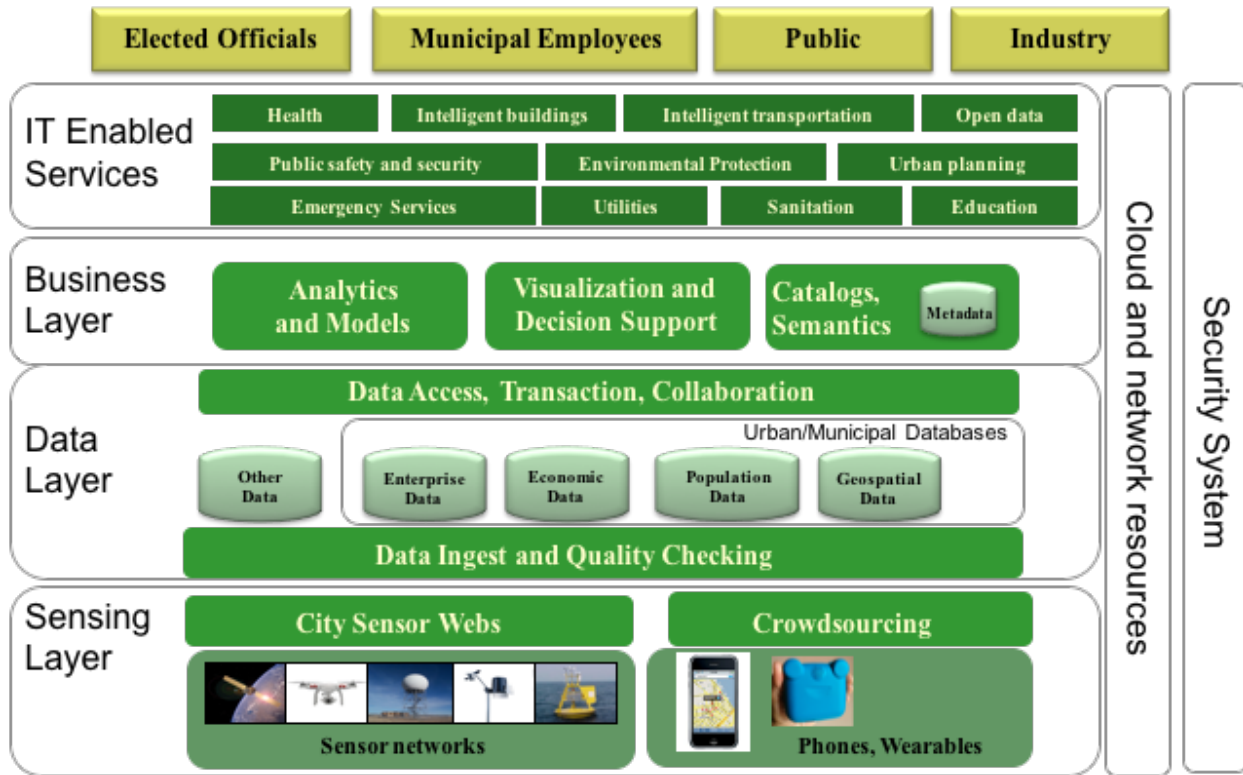 Elected Officials
Municipal Employees
Public
Industry
IT Enabled
Services
Health
Intelligent buildings
Intelligent transportation
Open data
Public safety and security
Environmental Protection
Urban planning
Emergency Services
Utilities
Sanitation
Education
Business
Layer
Analytics
and Models
Visualization and
Decision Support
Catalogs,
Semantics
Metadata
Data
Layer
Data Access, Transaction, Collaboration
Urban/Municipal Databases
Other
Data
Enterprise
Data
Economic
Data
Population
Data
Geospatial
Data
Data Ingest and Quality Checking
Sensing
Layer
City Sensor Webs
Crowdsourcing
Sensor networks
Phones, Wearables
Cloud and network resources
Security System